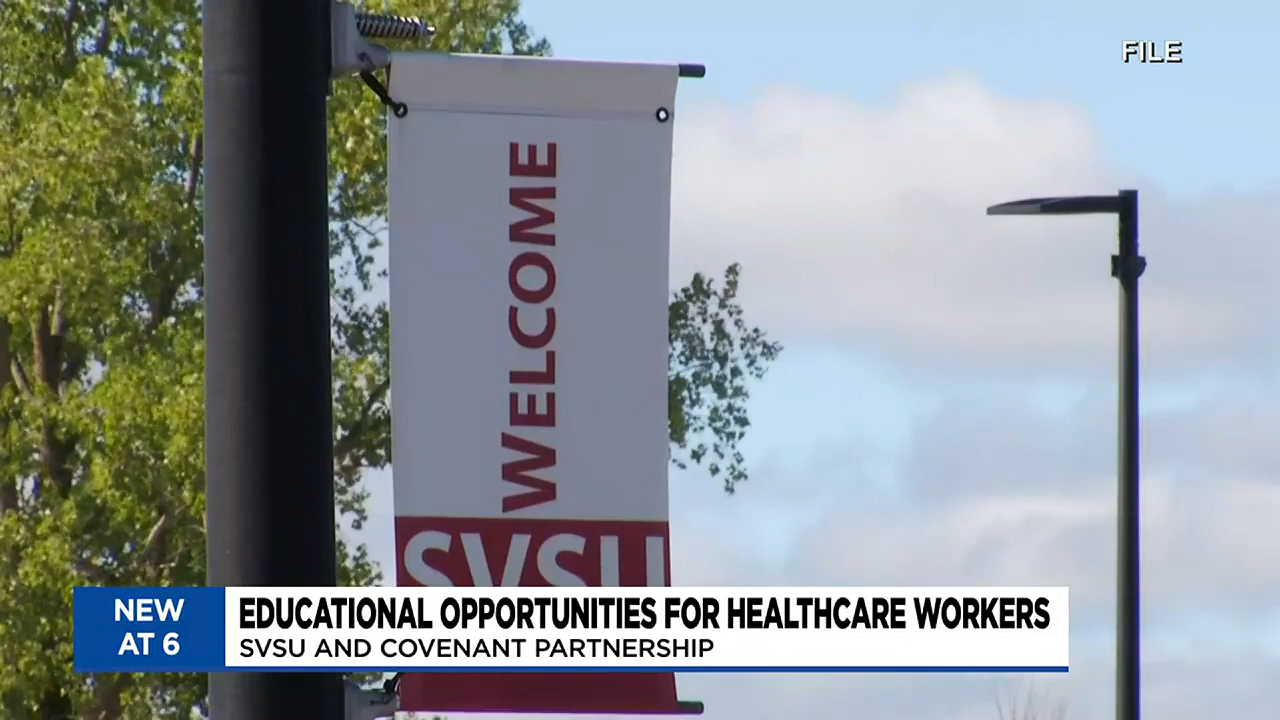 FILE
WELCOME
SVSU
NEW
AT 6
EDUCATIONAL OPPORTUNITIES FOR HEALTHCARE WORKERS
SVSU AND COVENANT PARTNERSHIP